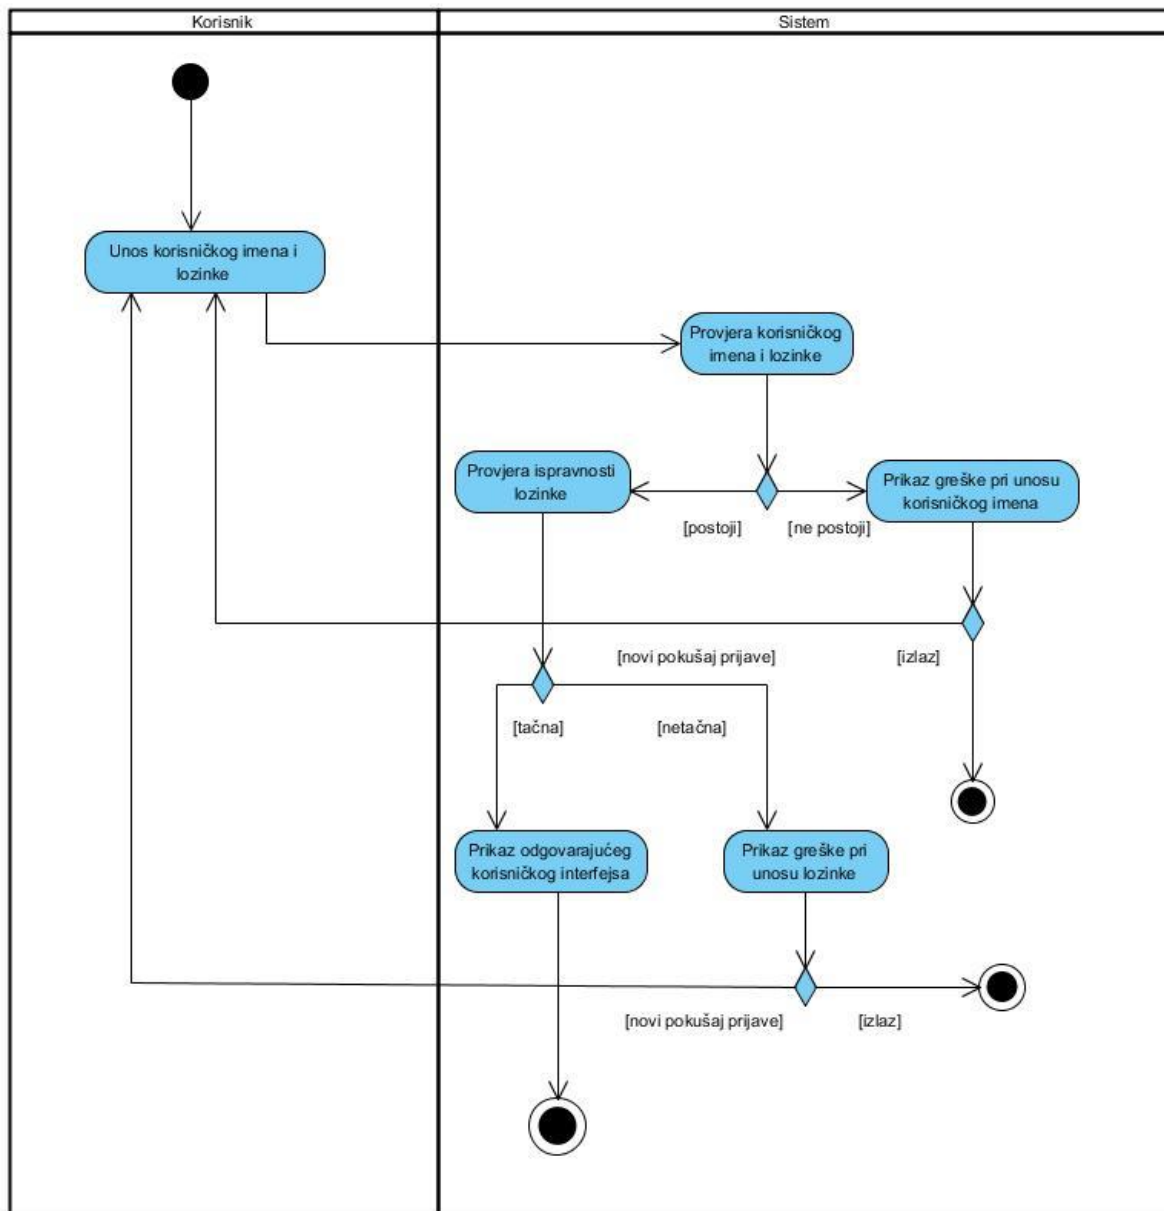 Korisnik
Sistem
Unos korisničkog imena i
lozinke
Provjera korisničkog
imena i lozinke
Provjera ispravnosti
lozinke
Prikaz greške pri unosu
korisničkog imena
[postoji]
[ne postoji]
[novi pokušaj prijave]
[izlaz]
[tačna]
[netačna]
Prikaz odgovarajućeg
korisničkog interfejsa
Prikaz greške pri
unosu lozinke
[novi pokušaj prijave]
[izlaz]